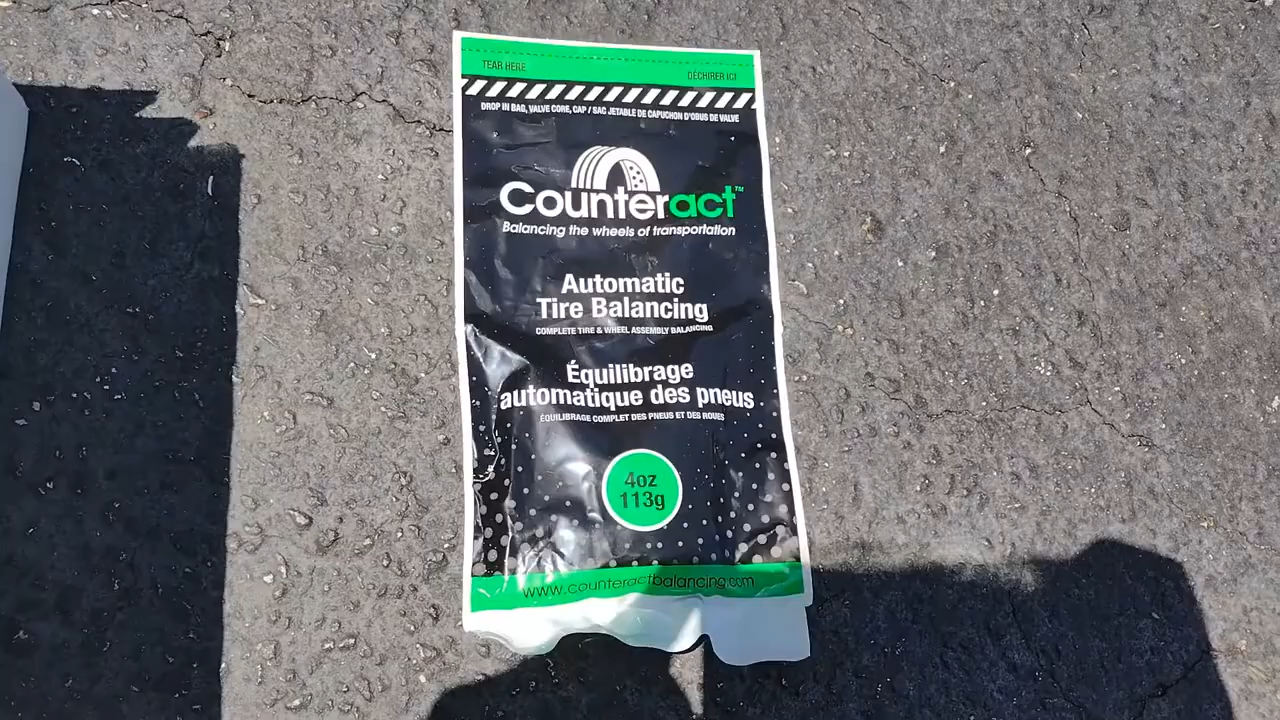 TEAR HERE
DÉCHIRER ICI
DROP IN BAG, VALVE CORE, CAP / SAC JETABLE DE CAPUCHON D'OBUS DE VALVE
Counteract™
Balancing the wheels of transportation
Automatic
Tire Balancing
COMPLETE TIRE & WHEEL ASSEMBLY BALANCING
Équilibrage
automatique des pneus
ÉQUILIBRAGE COMPLET DES PNEUS ET DES ROUES
4oz
113g
www.counteractbalancing.com